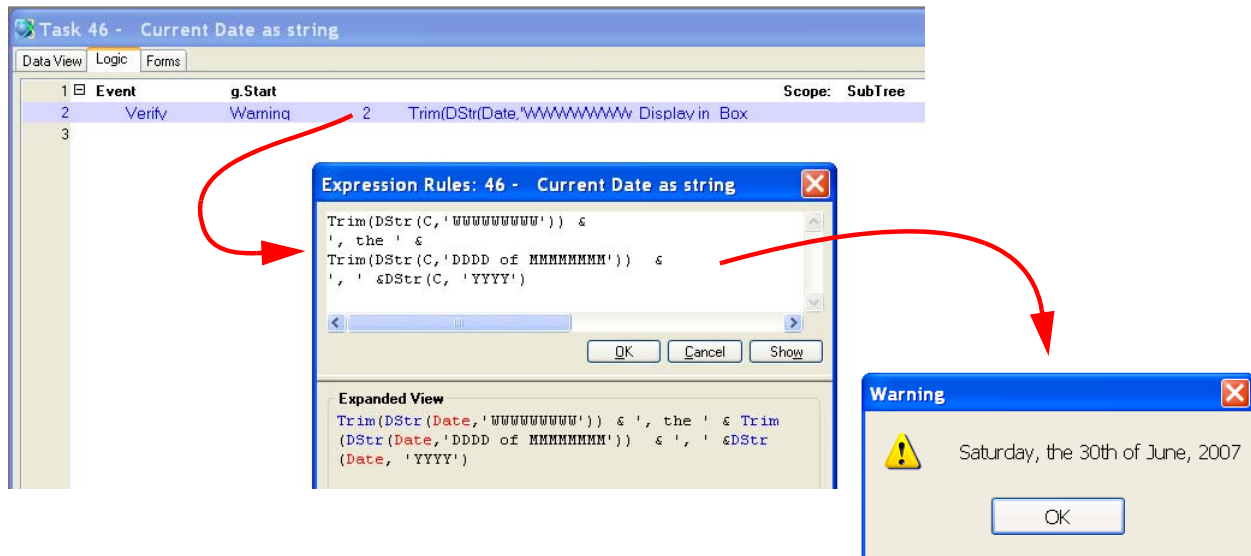 Task 46 - Current Date as string
Data View Logic Forms
1 Event g.Start Scope: SubTree
2 Verify Warning 2 Trim(DStr(Date,'WWWWWWWWW Display in Box
3
Expression Rules: 46 - Current Date as string
Trim(DStr(C,'WWWWWWWWW')) &
', the ' &
Trim(DStr(C,'DDDD of MMMMMMMM')) &
', ' &DStr(C, 'YYYY')
OK Cancel Show
Expanded View
Trim(DStr(Date,'WWWWWWWWW')) & ', the ' & Trim
(DStr(Date,'DDDD of MMMMMMMM')) & ', ' &DStr
(Date, 'YYYY')
Warning
Saturday, the 30th of June, 2007
OK